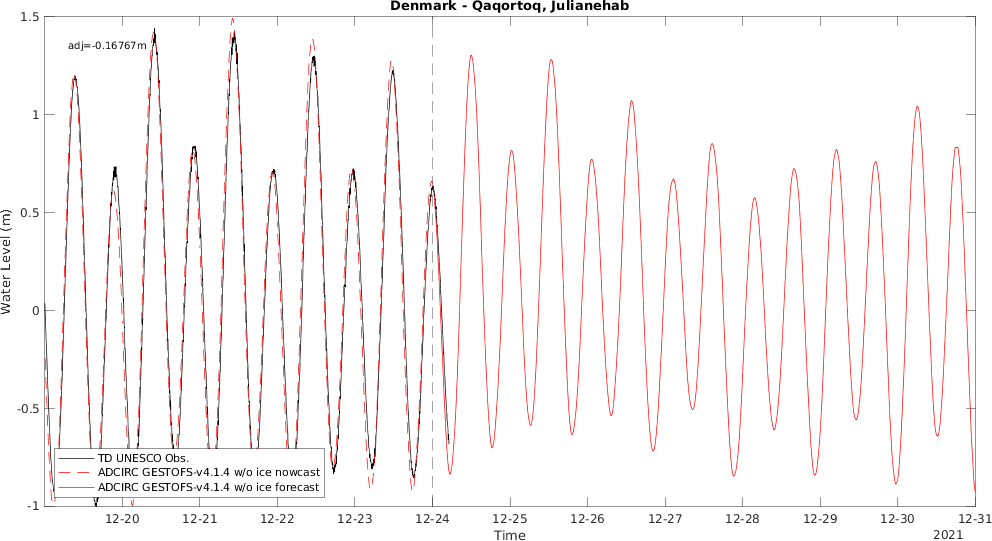 Denmark - Qaqortoq, Julianehab
adj=-0.16767m
Water Level (m)
1.5
1
0.5
0
-0.5
-1
TD UNESCO Obs.
ADCIRC GESTOFS-v4.1.4 w/o ice nowcast
ADCIRC GESTOFS-v4.1.4 w/o ice forecast
12-20 12-21 12-22 12-23 12-24 12-25 12-26 12-27 12-28 12-29 12-30 12-31
Time
2021